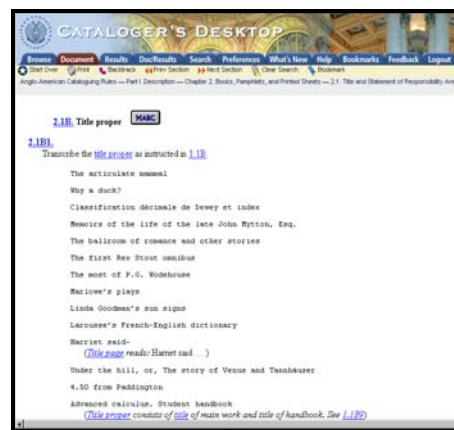 CATALOGER'S DESKTOP
Browse Document Results Doc/Results Search Preferences What's New Help Bookmarks Feedback Logout
Start Over Print Backtrack Prev Section Next Section Clear Search Bookmark
Anglo-American Cataloguing Rules — Part I. Description — Chapter 2. Books, Pamphlets, and Printed Sheets — 2.1. Title and Statement of Responsibility Are
2.1B. Title proper MARC
2.1B1.
Transcribe the title proper as instructed in 1.1B.
The articulate mammal
Why a duck?
Classification décimale de Dewey et index
Memoirs of the life of the late John Mytton, Esq.
The ballroom of romance and other stories
The first Rex Stout omnibus
The most of P.G. Wodehouse
Marlowe's plays
Linda Goodman's sun signs
Larousse's French-English dictionary
Harriet said-
(Title page reads: Harriet said ... )
Under the hill, or, The story of Venus and Tannhäuser
4.50 from Paddington
Advanced calculus. Student handbook
(Title proper consists of title of main work and title of handbook. See 1.1B9)